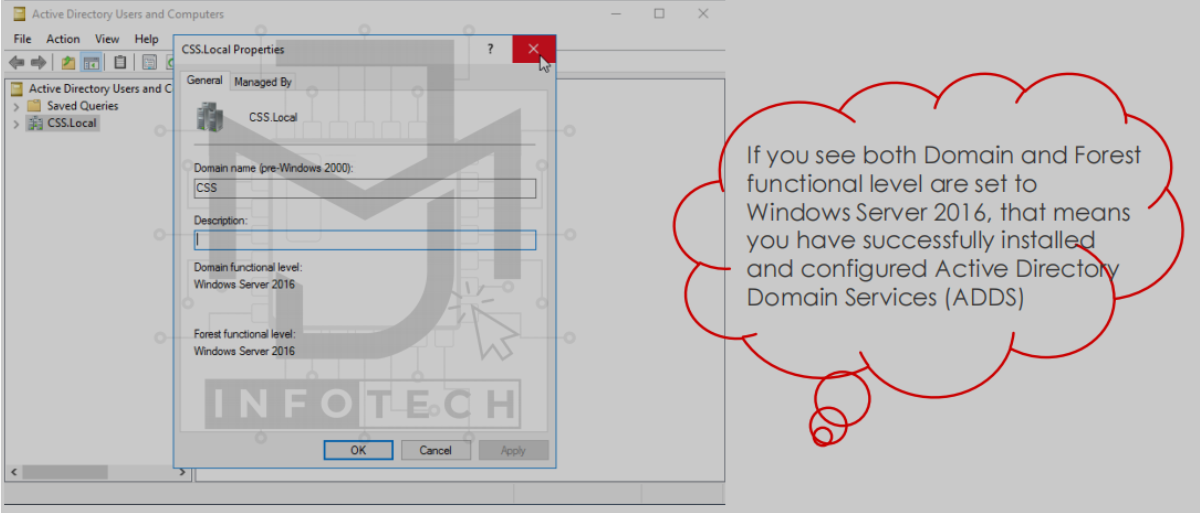 Active Directory Users and Computers
File Action View Help
CSS.Local Properties
?
General Managed By
Active Directory Users and C
Saved Queries
CSS.Local
CSS.Local
Domain name (pre-Windows 2000):
CSS
Description:
Domain functional level:
Windows Server 2016
Forest functional level:
Windows Server 2016
INFOTECH
OK Cancel Apply
If you see both Domain and Forest
functional level are set to
Windows Server 2016, that means
you have successfully installed
and configured Active Directory
Domain Services (ADDS)